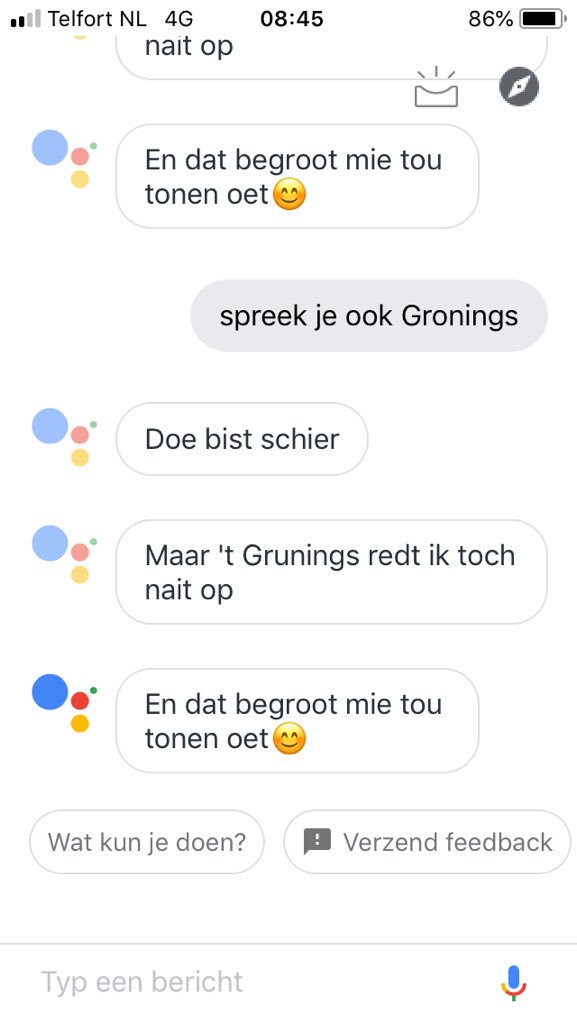 Telfort NL 4G 08:45 86%
nait op
En dat begroot mie tou
tonen oet😊
spreek je ook Gronings
Doe bist schier
Maar 't Grunings redt ik toch
nait op
En dat begroot mie tou
tonen oet😊
Wat kun je doen? Verzend feedback
Typ een bericht